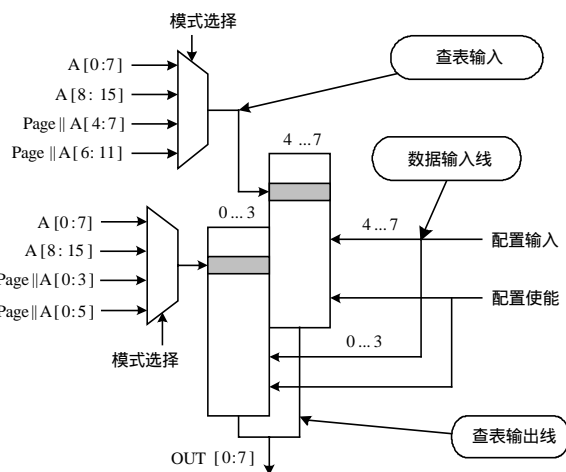 模式选择
A[0:7]
A[8: 15]
Page||A[4:7]
Page||A[6: 11]
查表输入
4 ... 7
数据输入线
A[0:7]
A[8: 15]
Page||A[0:3]
Page||A[0:5]
0 ... 3
4 ... 7
配置输入
配置使能
0 ... 3
模式选择
查表输出线
OUT [0:7]